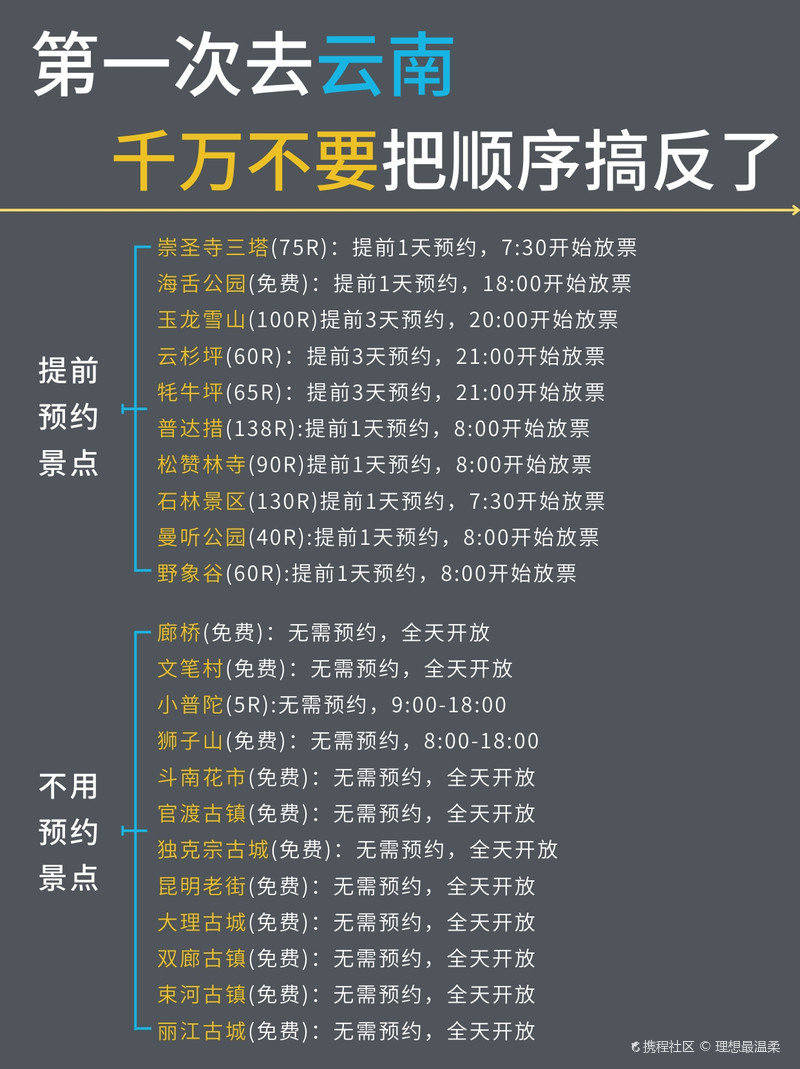 第一次去云南
千万不要把顺序搞反了
提前
预约
景点
崇圣寺三塔(75R)：提前1天预约，7:30开始放票
海舌公园(免费)：提前1天预约，18:00开始放票
玉龙雪山(100R)提前3天预约，20:00开始放票
云杉坪(60R)：提前3天预约，21:00开始放票
牦牛坪(65R)：提前3天预约，21:00开始放票
普达措(138R):提前1天预约，8:00开始放票
松赞林寺(90R)提前1天预约，8:00开始放票
石林景区(130R)提前1天预约，7:30开始放票
曼听公园(40R):提前1天预约，8:00开始放票
野象谷(60R):提前1天预约，8:00开始放票
不用
预约
景点
廊桥(免费)：无需预约，全天开放
文笔村(免费)：无需预约，全天开放
小普陀(5R):无需预约，9:00-18:00
狮子山(免费)：无需预约，8:00-18:00
斗南花市(免费)：无需预约，全天开放
官渡古镇(免费)：无需预约，全天开放
独克宗古城(免费)：无需预约，全天开放
昆明老街(免费)：无需预约，全天开放
大理古城(免费)：无需预约，全天开放
双廊古镇(免费)：无需预约，全天开放
束河古镇(免费)：无需预约，全天开放
丽江古城(免费)：无需预约，全天开放
携程社区 © 理想最温柔